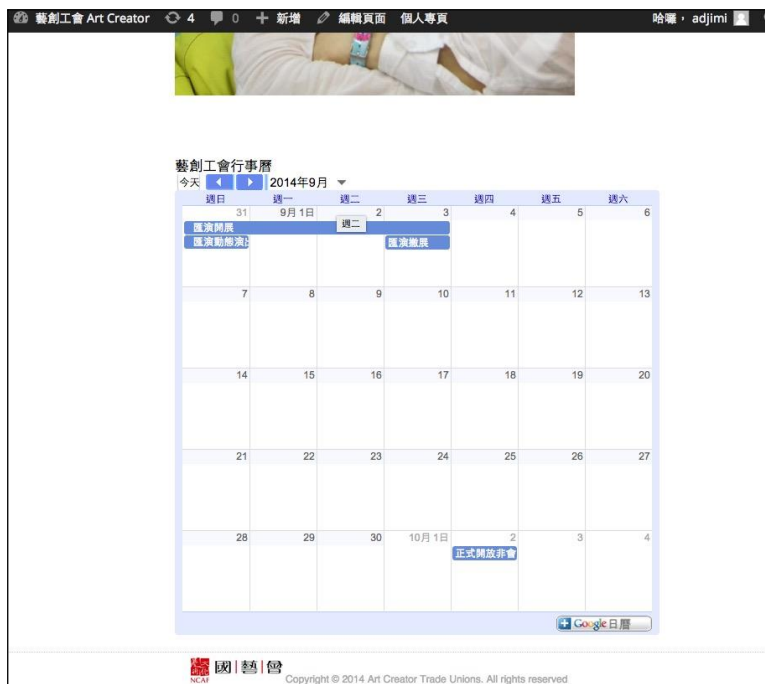 藝創工會 Art Creator 4 0 新增 編輯頁面 個人專頁 哈囉， adjimi
藝創工會行事曆
今天 2014年9月
週日 週一 週二 週三 週四 週五 週六
31 9月 1日 2 3 4 5 6
匯演開展 週二
匯演動態演出 匯演撤展
7 8 9 10 11 12 13
14 15 16 17 18 19 20
21 22 23 24 25 26 27
28 29 30 10月 1日 2 3 4
正式開放非會
Google 日曆
NCAF 國|藝|會 Copyright © 2014 Art Creator Trade Unions. All rights reserved